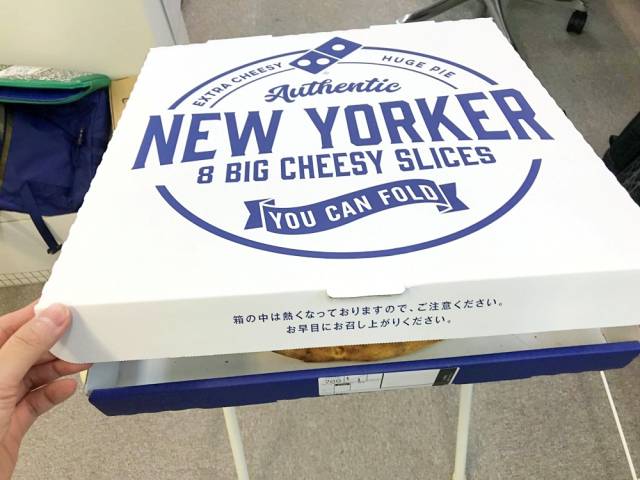 EXTRA CHEESY HUGE PIE
Authentic
NEW YORKER
8 BIG CHEESY SLICES
YOU CAN FOLD
箱の中は熱くなっておりますので、ご注意ください。
お早目にお召し上がりください。